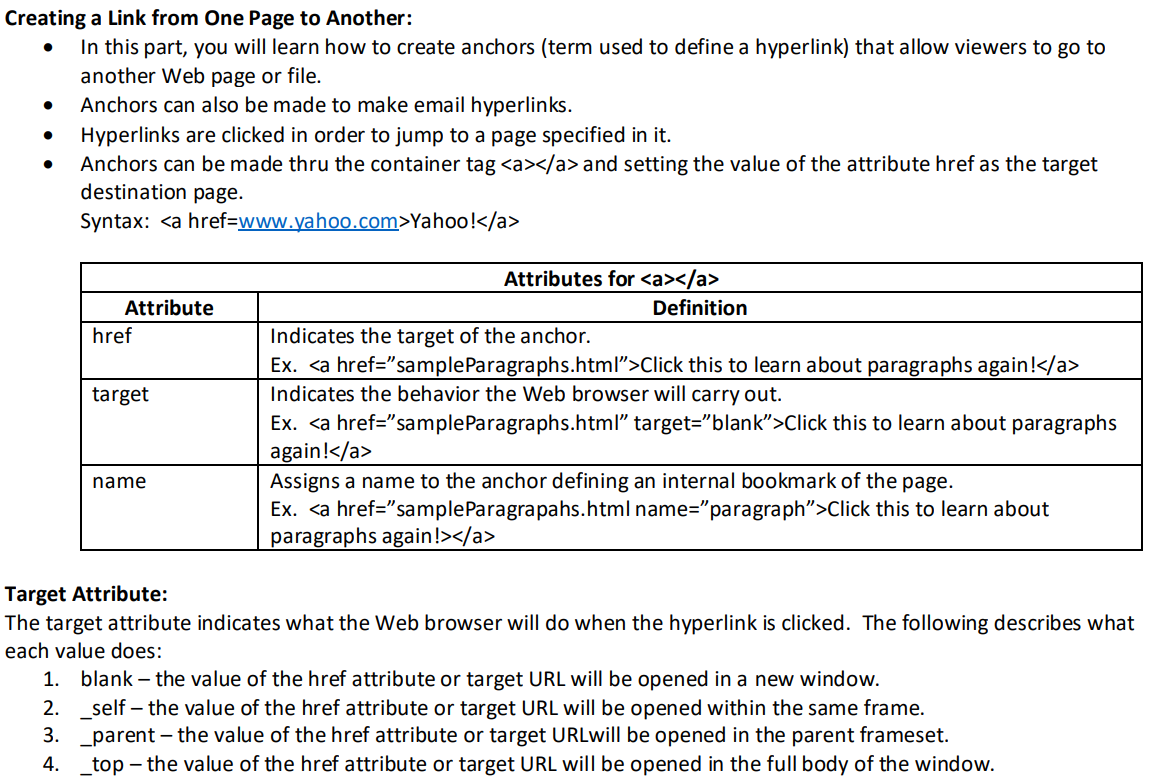 Creating a Link from One Page to Another:
• In this part, you will learn how to create anchors (term used to define a hyperlink) that allow viewers to go to
another Web page or file.
• Anchors can also be made to make email hyperlinks.
• Hyperlinks are clicked in order to jump to a page specified in it.
• Anchors can be made thru the container tag <a></a> and setting the value of the attribute href as the target
destination page.
Syntax: <a href=www.yahoo.com>Yahoo!</a>
Attributes for <a></a>
Attribute Definition
href Indicates the target of the anchor.
Ex. <a href=”sampleParagraphs.html”>Click this to learn about paragraphs again!</a>
target Indicates the behavior the Web browser will carry out.
Ex. <a href=”sampleParagraphs.html” target=”blank”>Click this to learn about paragraphs
again!</a>
name Assigns a name to the anchor defining an internal bookmark of the page.
Ex. <a href=”sampleParagrapahs.html name=”paragraph”>Click this to learn about
paragraphs again!></a>
Target Attribute:
The target attribute indicates what the Web browser will do when the hyperlink is clicked. The following describes what
each value does:
1. blank – the value of the href attribute or target URL will be opened in a new window.
2. _self – the value of the href attribute or target URL will be opened within the same frame.
3. _parent – the value of the href attribute or target URLwill be opened in the parent frameset.
4. _top – the value of the href attribute or target URL will be opened in the full body of the window.